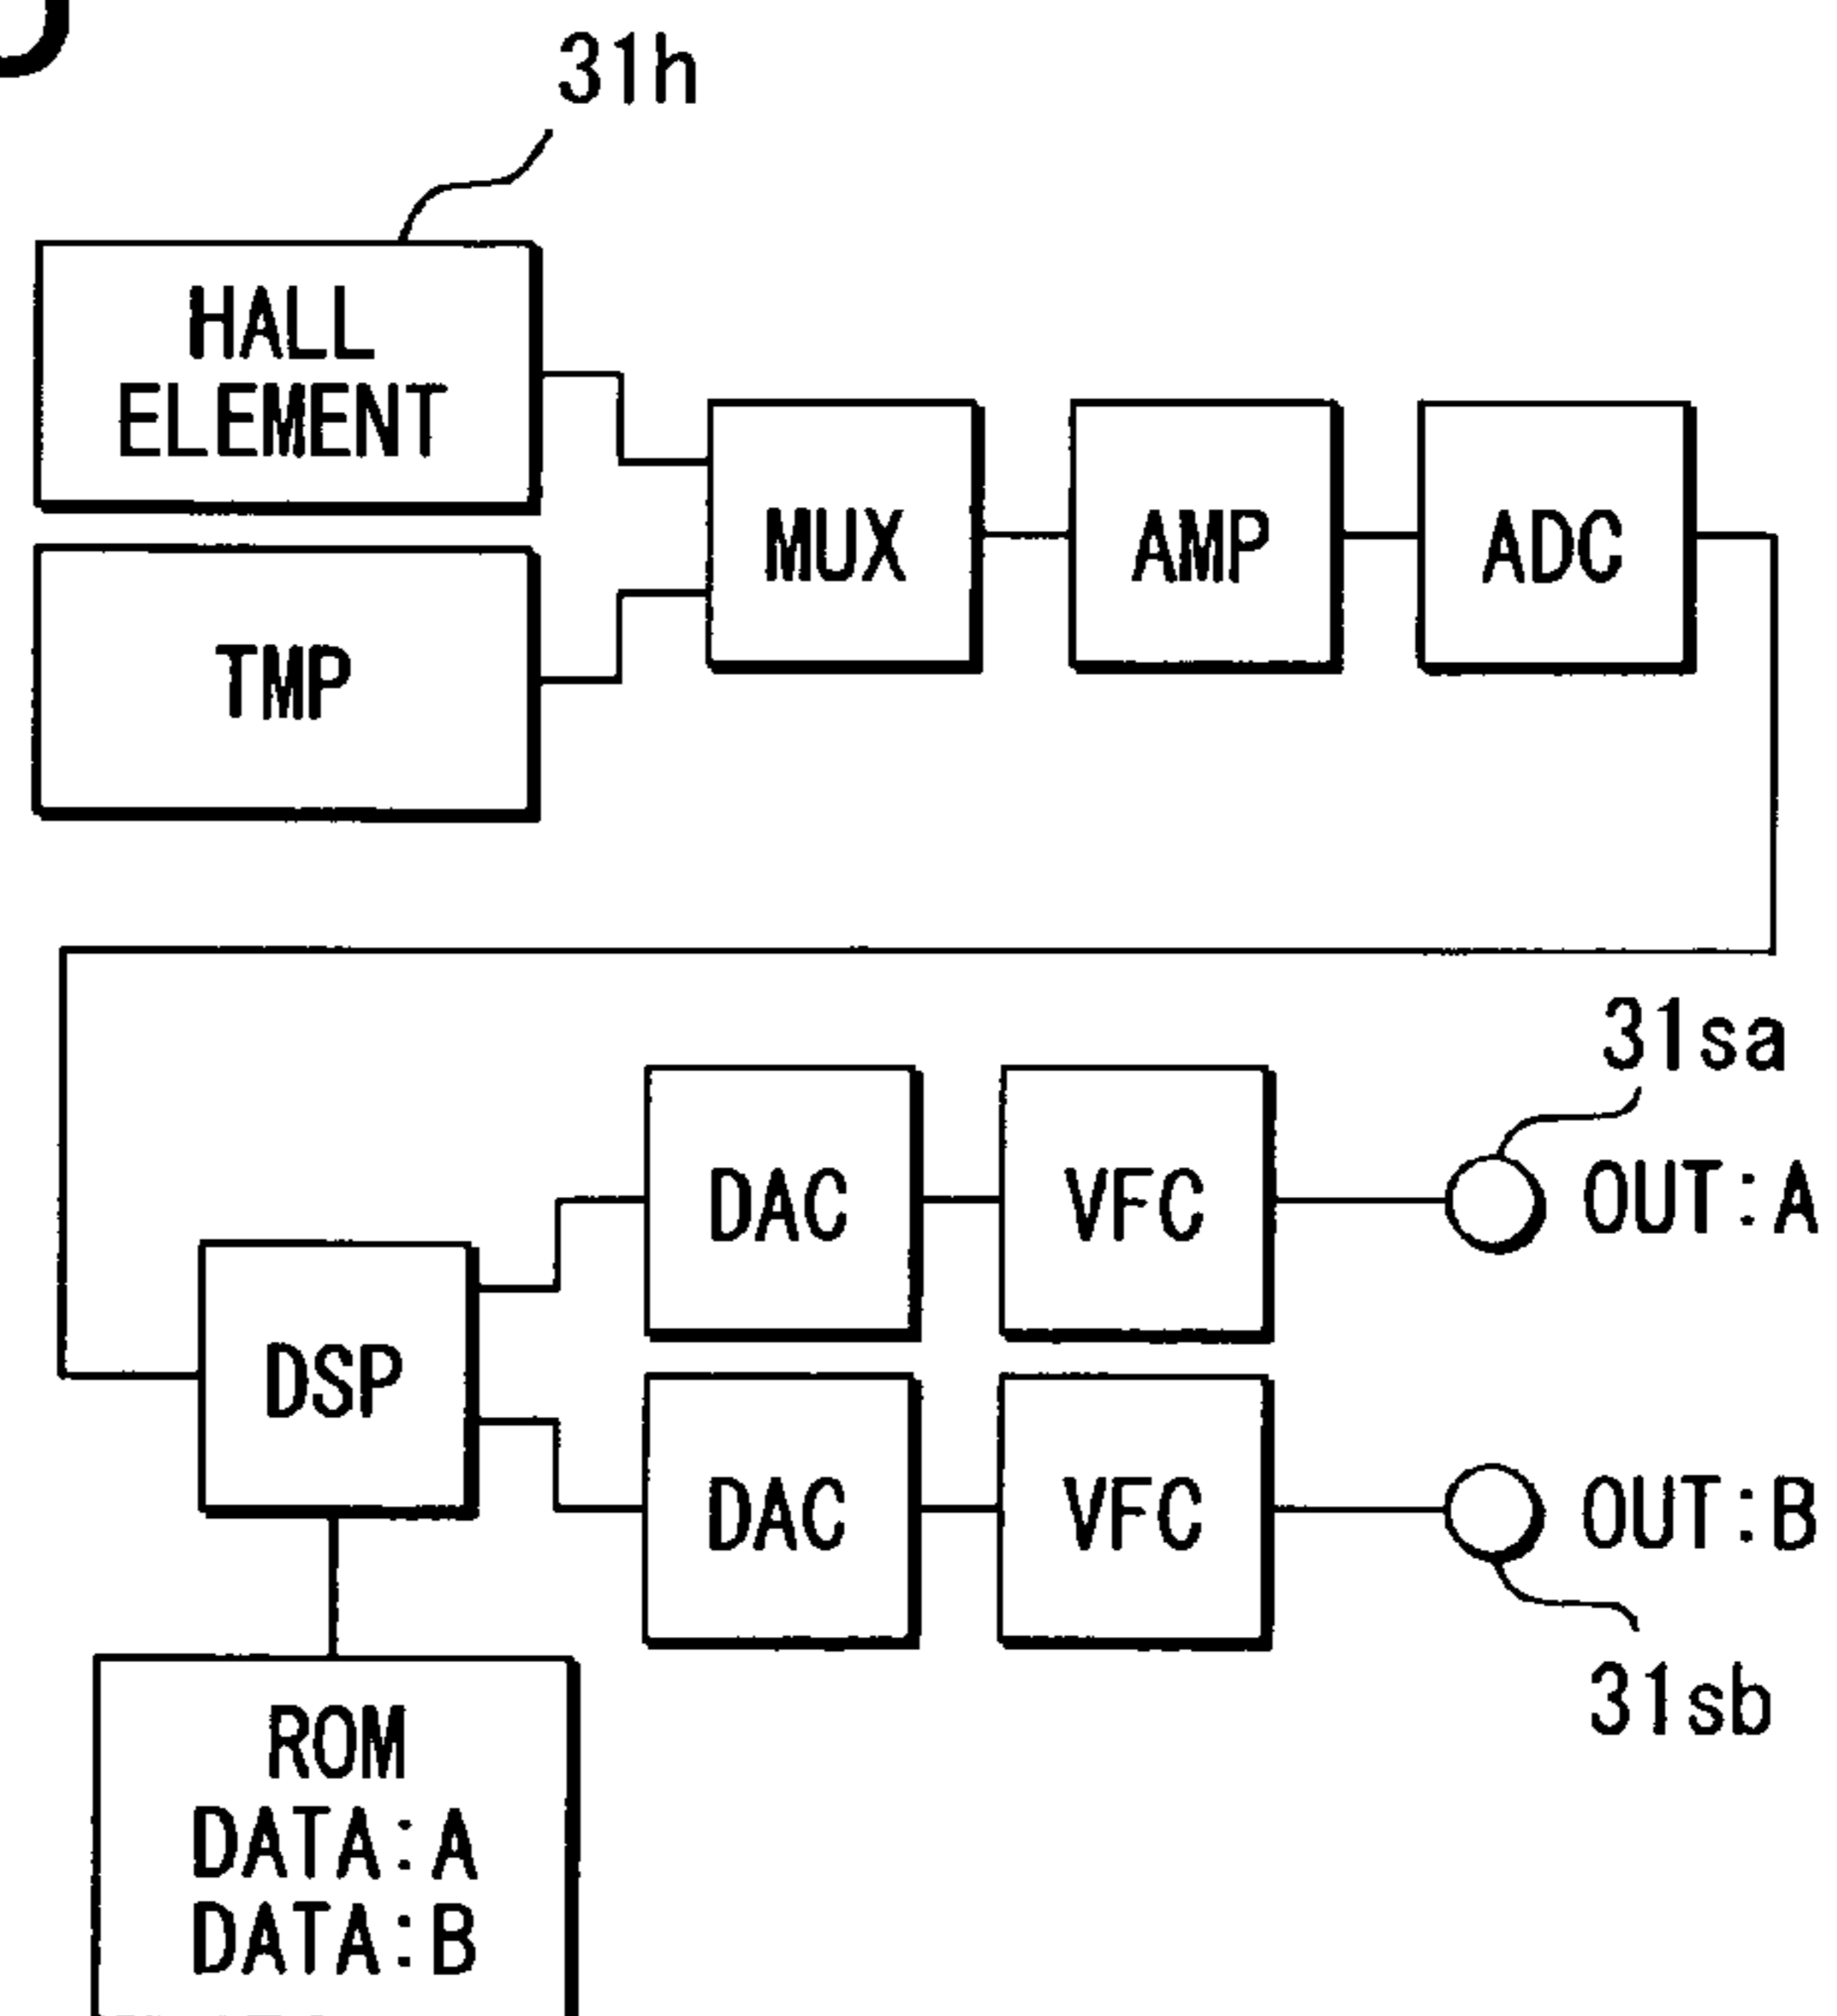 31h
HALL
ELEMENT
TMP
MUX
AMP
ADC
31sa
DAC
VFC
OUT:A
DSP
DAC
VFC
OUT:B
31sb
ROM
DATA:A
DATA:B